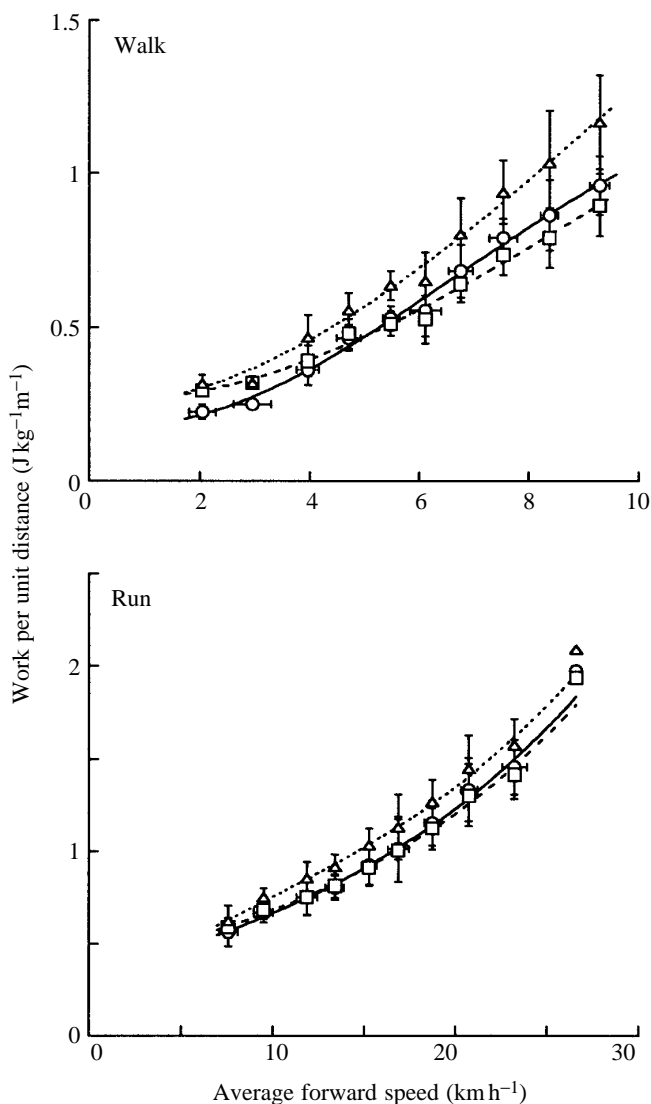 1.5
Walk
1
0.5
0
0 2 4 6 8 10
Work per unit distance (J kg⁻¹ m⁻¹)
Run
2
1
0
0 10 20 30
Average forward speed (km h⁻¹)